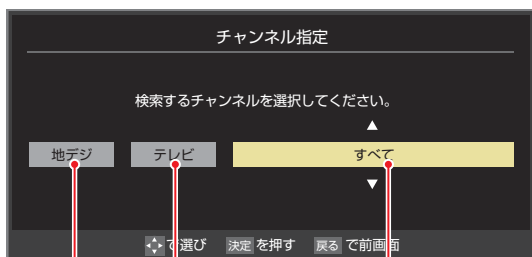 チャンネル指定
検索するチャンネルを選択してください。
▲
地デジ テレビ すべて
▼
で選び 決定 を押す 戻る で前画面